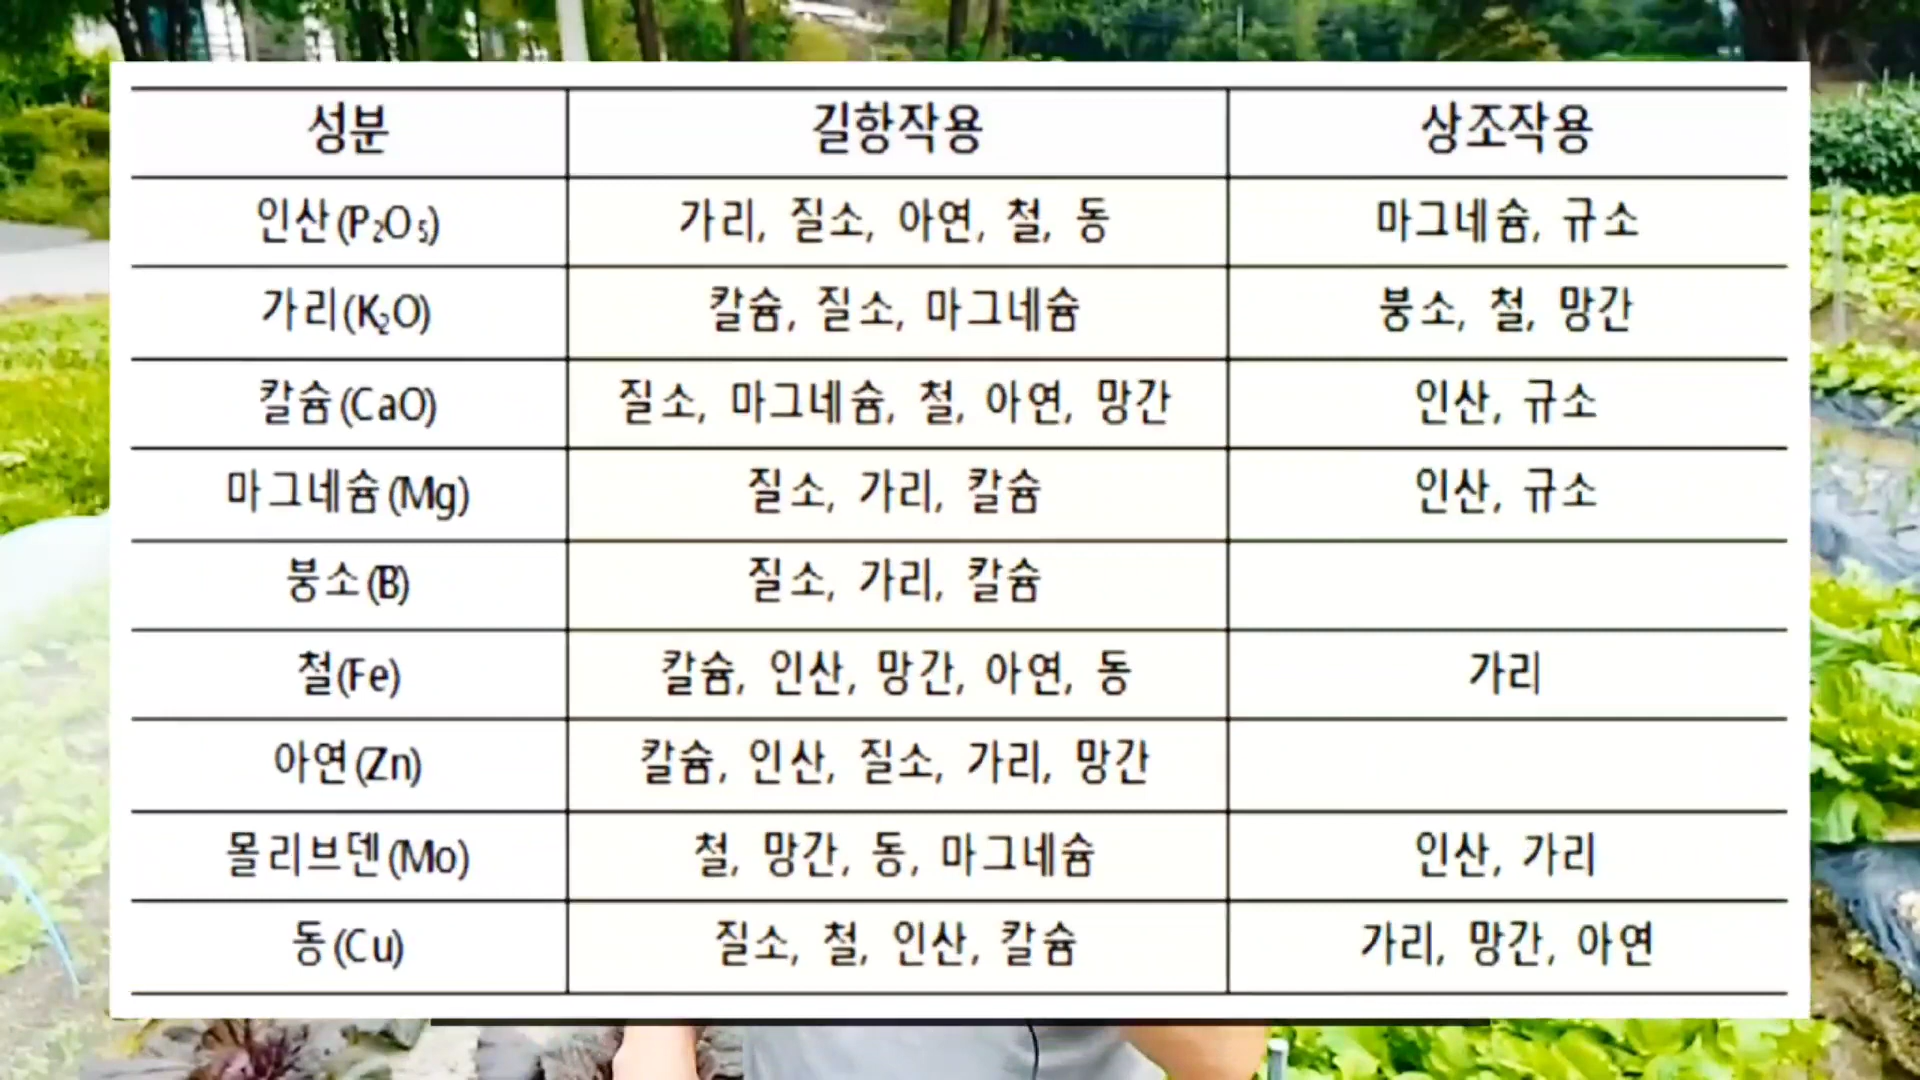 성분 길항작용 상조작용
인산(P₂O₅) 가리, 질소, 아연, 철, 동 마그네슘, 규소
가리(K₂O) 칼슘, 질소, 마그네슘 붕소, 철, 망간
칼슘(CaO) 질소, 마그네슘, 철, 아연, 망간 인산, 규소
마그네슘(Mg) 질소, 가리, 칼슘 인산, 규소
붕소(B) 질소, 가리, 칼슘
철(Fe) 칼슘, 인산, 망간, 아연, 동 가리
아연(Zn) 칼슘, 인산, 질소, 가리, 망간
몰리브덴(Mo) 철, 망간, 동, 마그네슘 인산, 가리
동(Cu) 질소, 철, 인산, 칼슘 가리, 망간, 아연